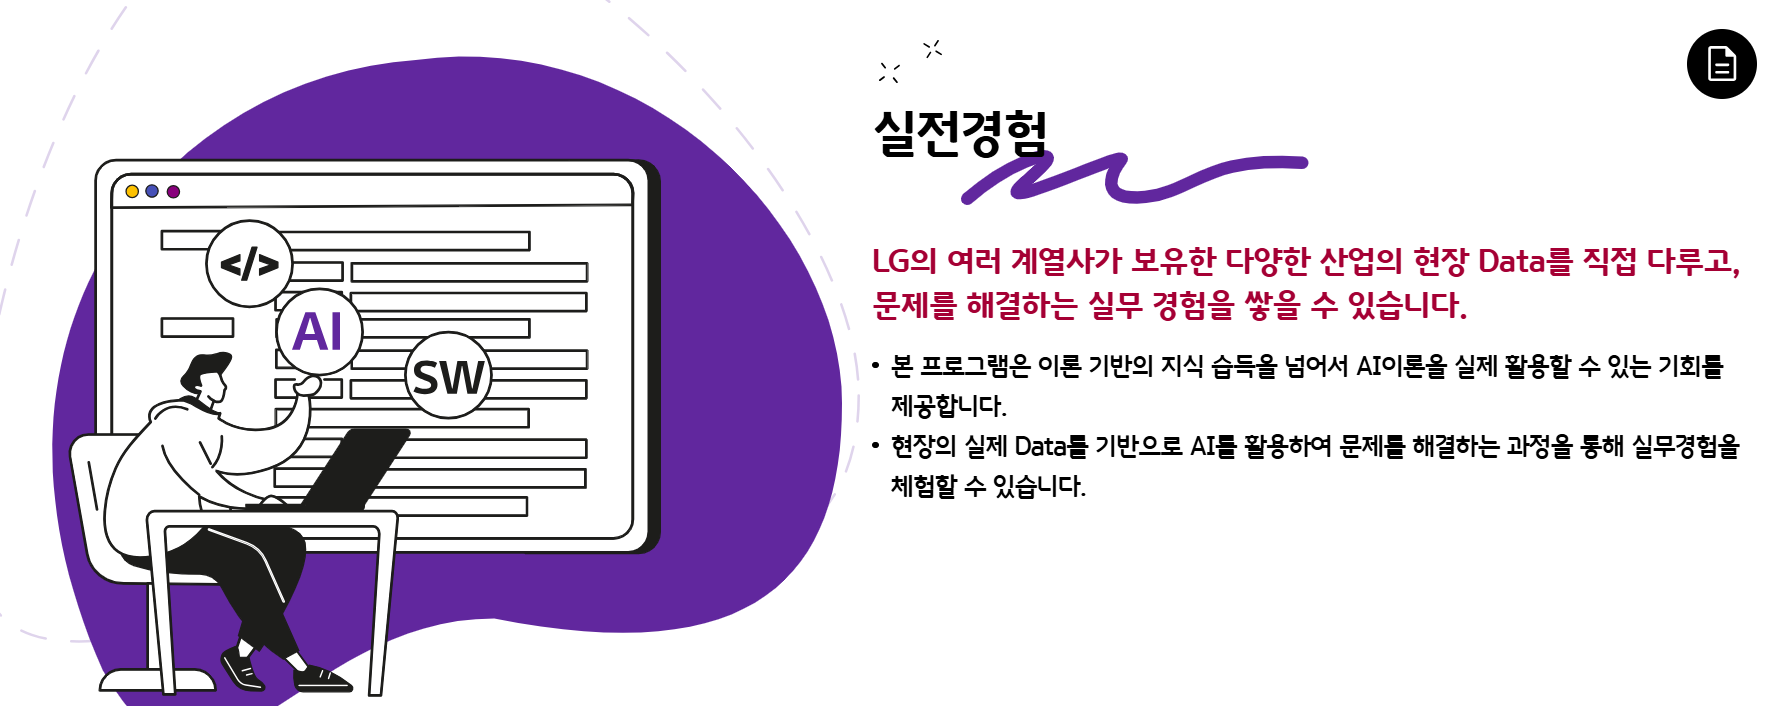 실전경험
LG의 여러 계열사가 보유한 다양한 산업의 현장 Data를 직접 다루고,
문제를 해결하는 실무 경험을 쌓을 수 있습니다.
• 본 프로그램은 이론 기반의 지식 습득을 넘어서 AI이론을 실제 활용할 수 있는 기회를
제공합니다.
• 현장의 실제 Data를 기반으로 AI를 활용하여 문제를 해결하는 과정을 통해 실무경험을
체험할 수 있습니다.
</>
AI
SW